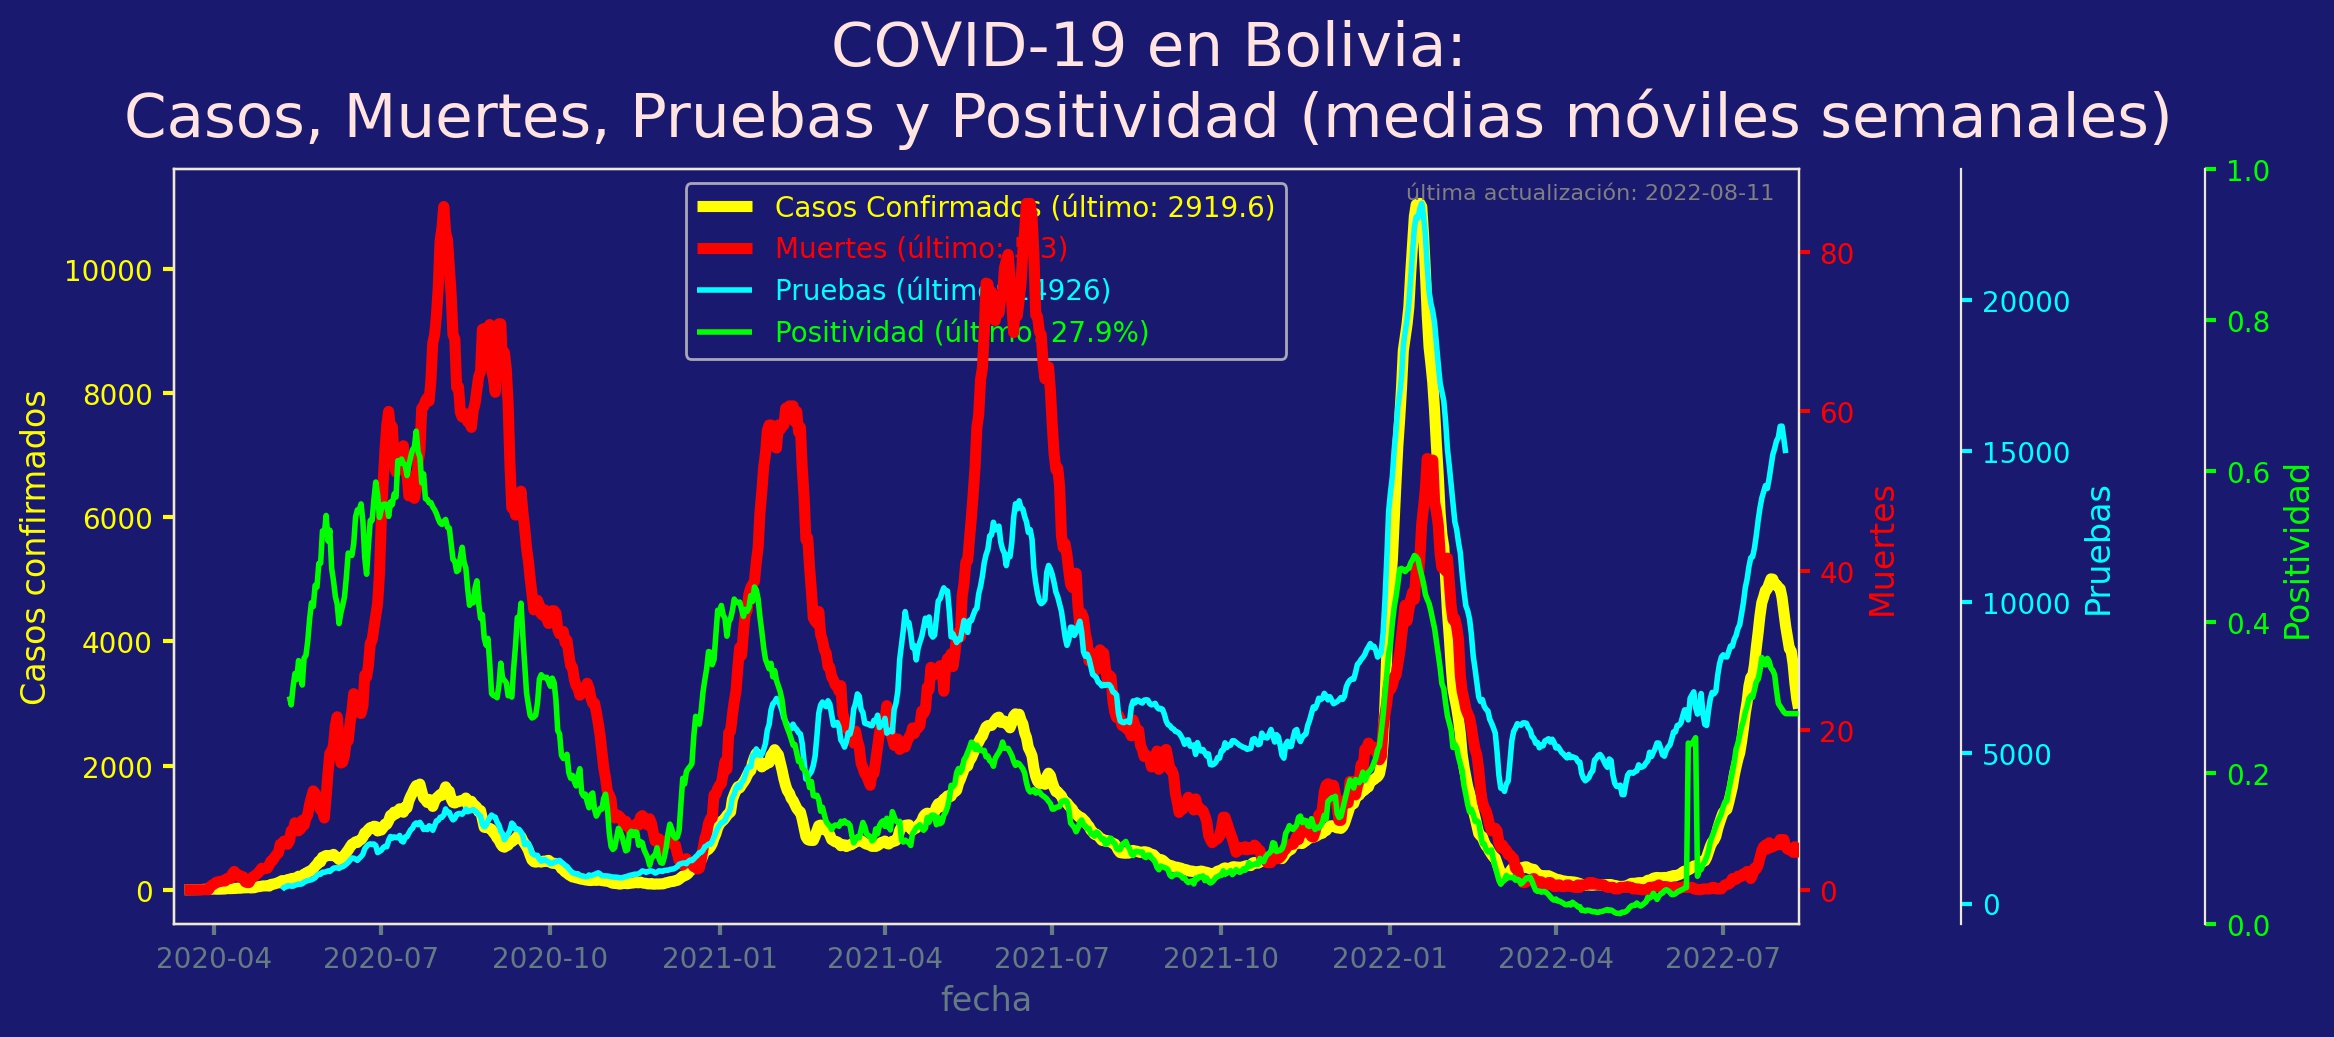 COVID-19 en Bolivia:
Casos, Muertes, Pruebas y Positividad (medias móviles semanales)
última actualización: 2022-08-11
Casos Confirmados (último: 2919.6)
Muertes (último: 3)
Pruebas (último: 14926)
Positividad (último: 27.9%)
Casos confirmados
10000
8000
6000
4000
2000
0
Muertes
80
60
40
20
0
Pruebas
20000
15000
10000
5000
0
Positividad
1.0
0.8
0.6
0.4
0.2
0.0
2020-04 2020-07 2020-10 2021-01 2021-04 2021-07 2021-10 2022-01 2022-04 2022-07
fecha